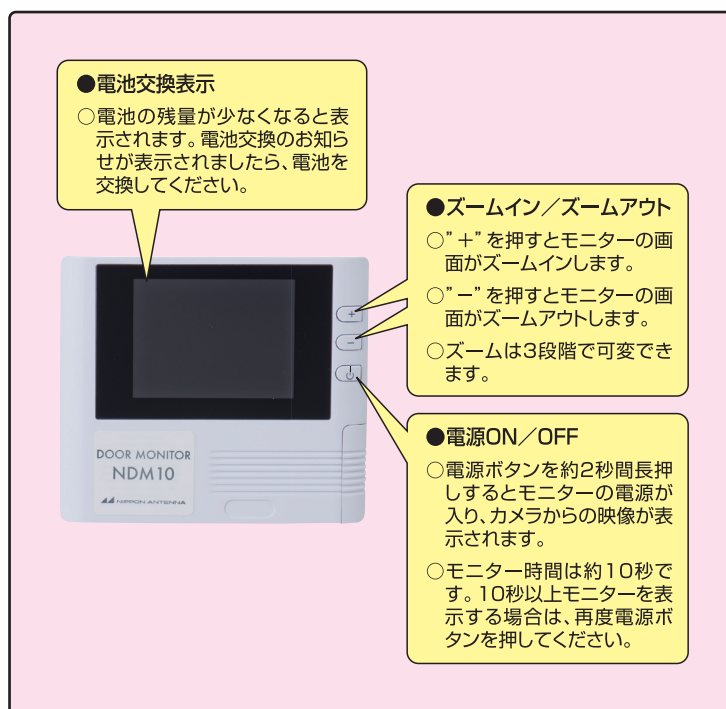 ●電池交換表示
○電池の残量が少なくなると表
示されます。電池交換のお知ら
せが表示されましたら、電池を
交換してください。
●ズームイン／ズームアウト
○”＋”を押すとモニターの画
面がズームインします。
○”－”を押すとモニターの画
面がズームアウトします。
○ズームは3段階で可変でき
ます。
+
−
DOOR MONITOR
NDM10
NIPPON ANTENNA
●電源ON／OFF
○電源ボタンを約2秒間長押
しするとモニターの電源が
入り、カメラからの映像が表
示されます。
○モニター時間は約10秒で
す。10秒以上モニターを表
示する場合は、再度電源ボ
タンを押してください。